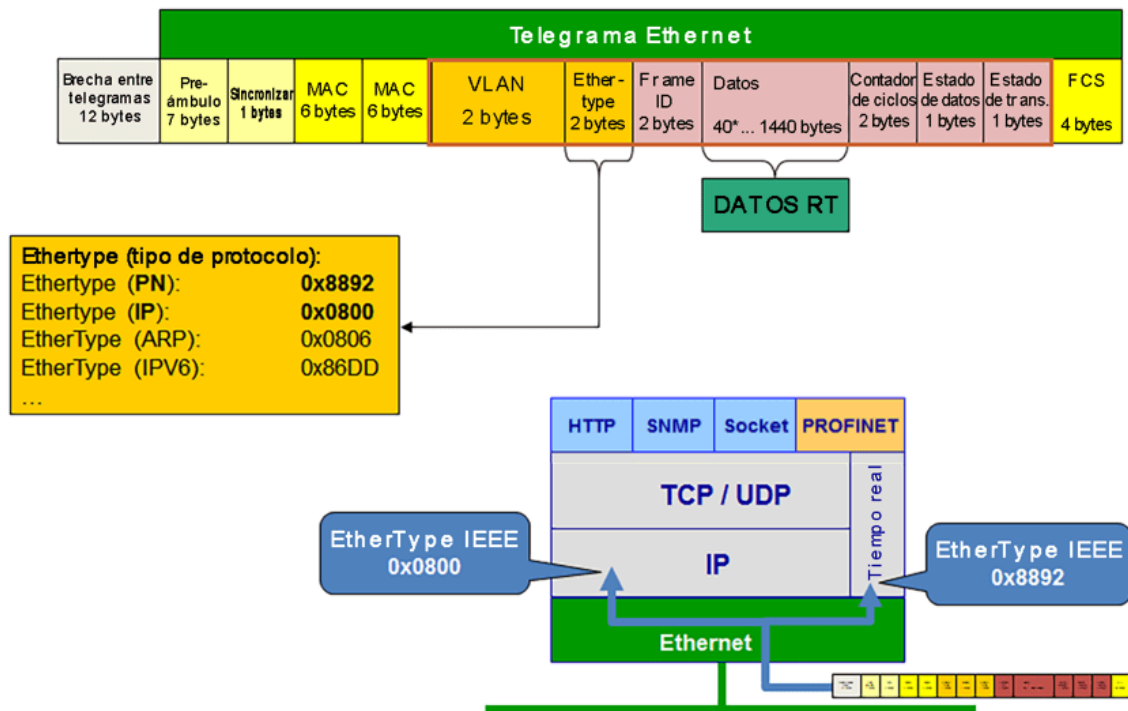 Telegrama Ethernet
Brecha entre
telegramas
12 bytes
Pre-
ámbulo
7 bytes
Sincronizar
1 bytes
MAC
6 bytes
MAC
6 bytes
VLAN
2 bytes
Ether-
type
2 bytes
Frame
ID
2 bytes
Datos
40*... 1440 bytes
Contador
de ciclos
2 bytes
Estado
de datos
1 bytes
Estado
de trans.
1 bytes
FCS
4 bytes
DATOS RT
Ethertype (tipo de protocolo):
Ethertype (PN): 0x8892
Ethertype (IP): 0x0800
EtherType (ARP): 0x0806
EtherType (IPV6): 0x86DD
...
HTTP
SNMP
Socket
PROFINET
TCP / UDP
Tiempo real
IP
EtherType IEEE
0x0800
EtherType IEEE
0x8892
Ethernet